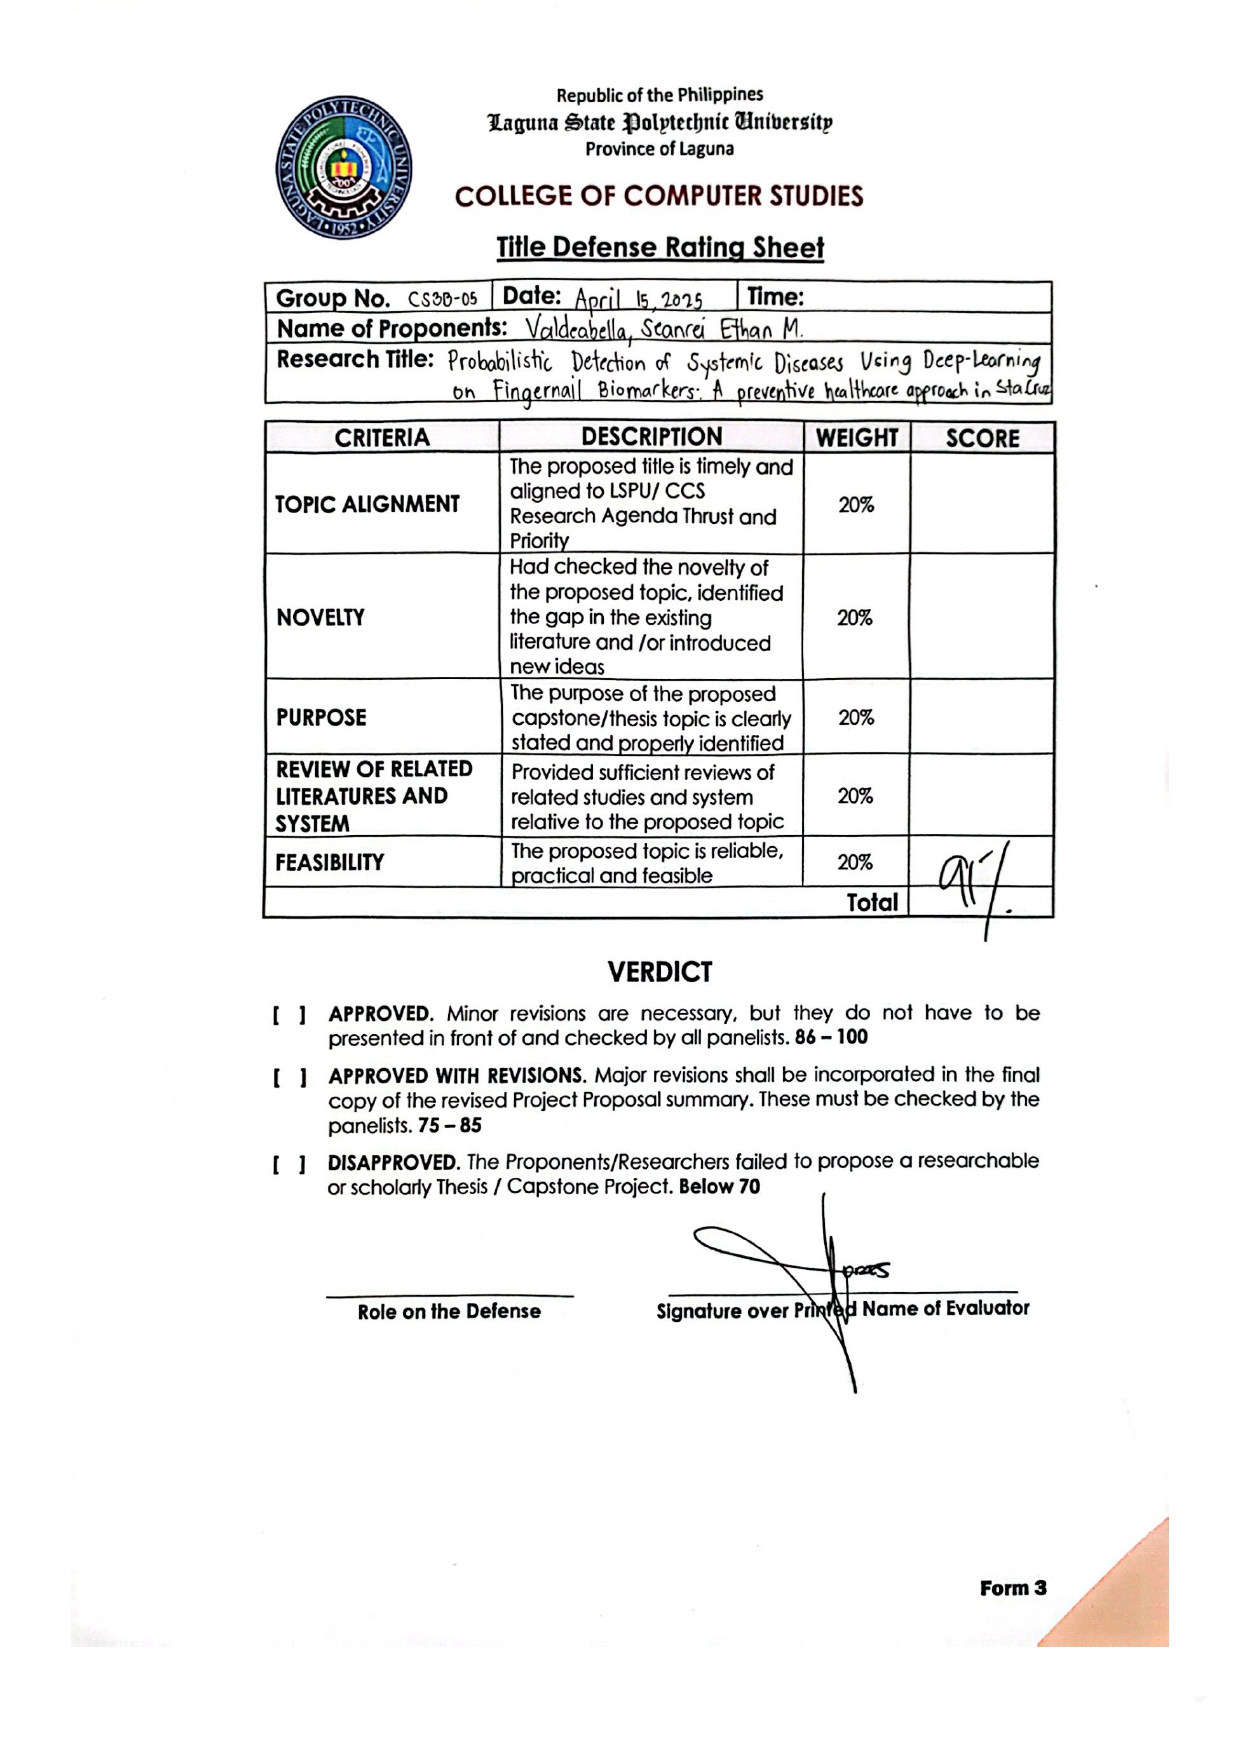 Republic of the Philippines
Laguna State Polytechnic University
Province of Laguna
LAGUNA STATE POLYTECHNIC UNIVERSITY
2001
• 1952 •
COLLEGE OF COMPUTER STUDIES
Title Defense Rating Sheet
Group No. CS3B-05 Date: April 15, 2025 Time:
Name of Proponents: Valdeabella, Seanrei Ethan M.
Research Title: Probabilistic Detection of Systemic Diseases Using Deep-Learning
on Fingernail Biomarkers: A preventive healthcare approach in Sta Cruz
CRITERIA DESCRIPTION WEIGHT SCORE
TOPIC ALIGNMENT
The proposed title is timely and
aligned to LSPU/ CCS
Research Agenda Thrust and
Priority
20%
NOVELTY
Had checked the novelty of
the proposed topic, identified
the gap in the existing
literature and /or introduced
new ideas
20%
PURPOSE
The purpose of the proposed
capstone/thesis topic is clearly
stated and properly identified
20%
REVIEW OF RELATED
LITERATURES AND
SYSTEM
Provided sufficient reviews of
related studies and system
relative to the proposed topic
20%
FEASIBILITY
The proposed topic is reliable,
practical and feasible
20%
Total
VERDICT
[ ] APPROVED. Minor revisions are necessary, but they do not have to be
presented in front of and checked by all panelists. 86 – 100
[ ] APPROVED WITH REVISIONS. Major revisions shall be incorporated in the final
copy of the revised Project Proposal summary. These must be checked by the
panelists. 75 – 85
[ ] DISAPPROVED. The Proponents/Researchers failed to propose a researchable
or scholarly Thesis / Capstone Project. Below 70
Role on the Defense
Signature over Printed Name of Evaluator
Form 3